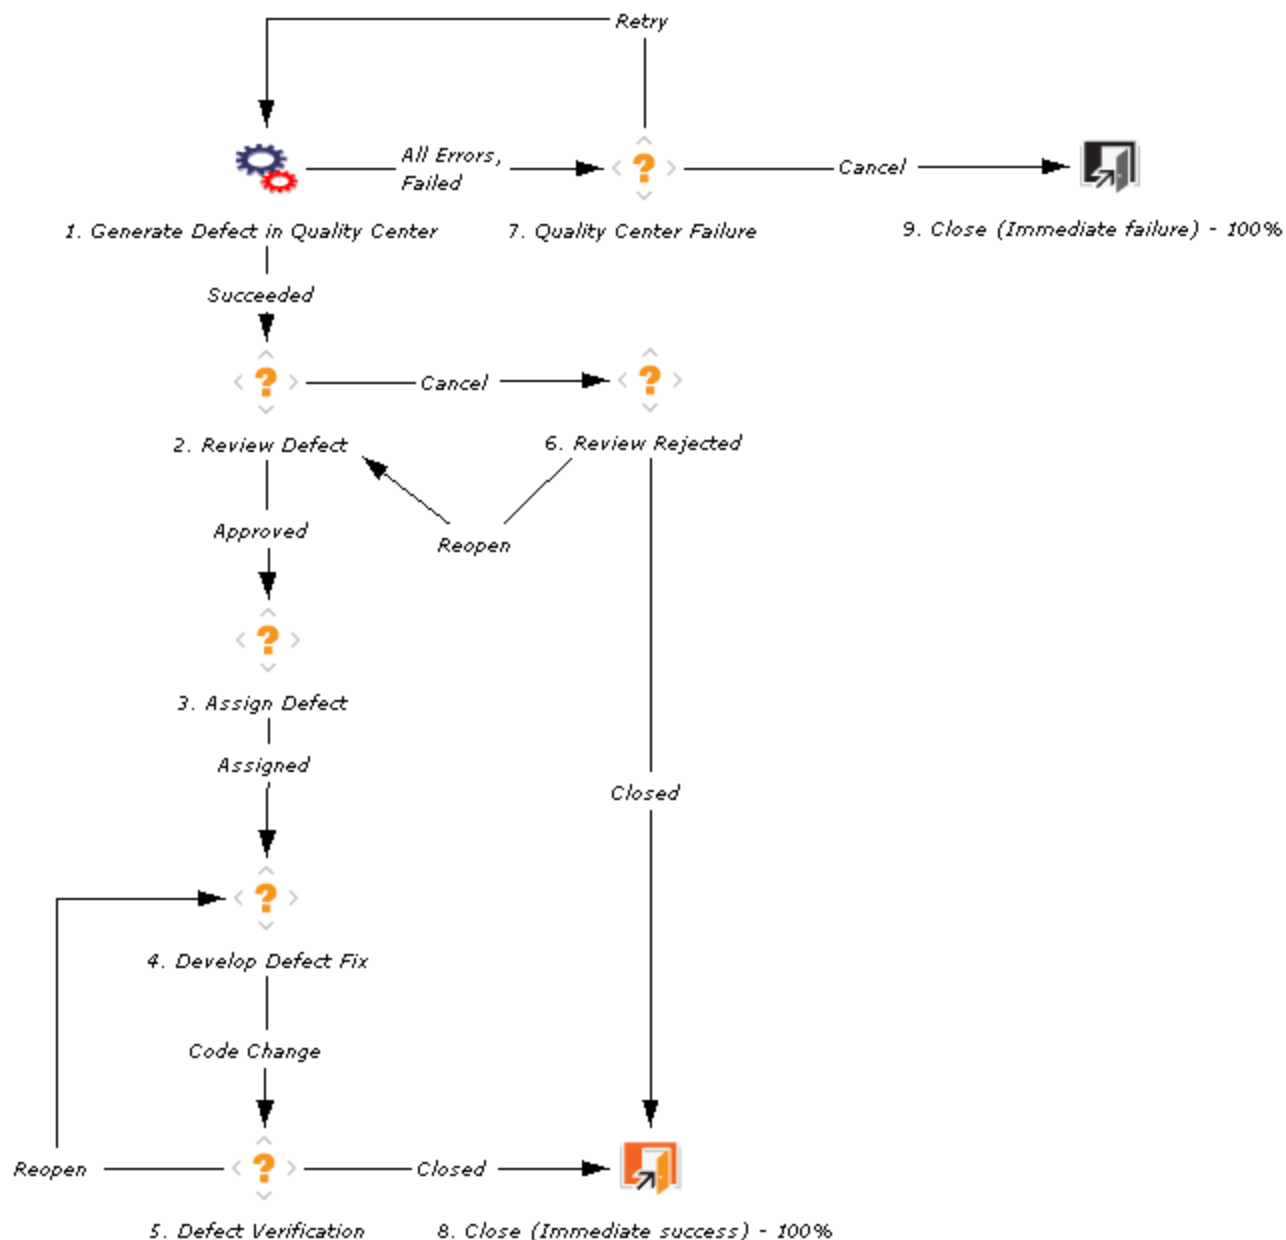 Retry
All Errors,
Failed
Cancel
1. Generate Defect in Quality Center
7. Quality Center Failure
9. Close (Immediate failure) - 100%
Succeeded
Cancel
2. Review Defect
6. Review Rejected
Approved
Reopen
3. Assign Defect
Assigned
Closed
4. Develop Defect Fix
Code Change
Reopen
Closed
5. Defect Verification
8. Close (Immediate success) - 100%